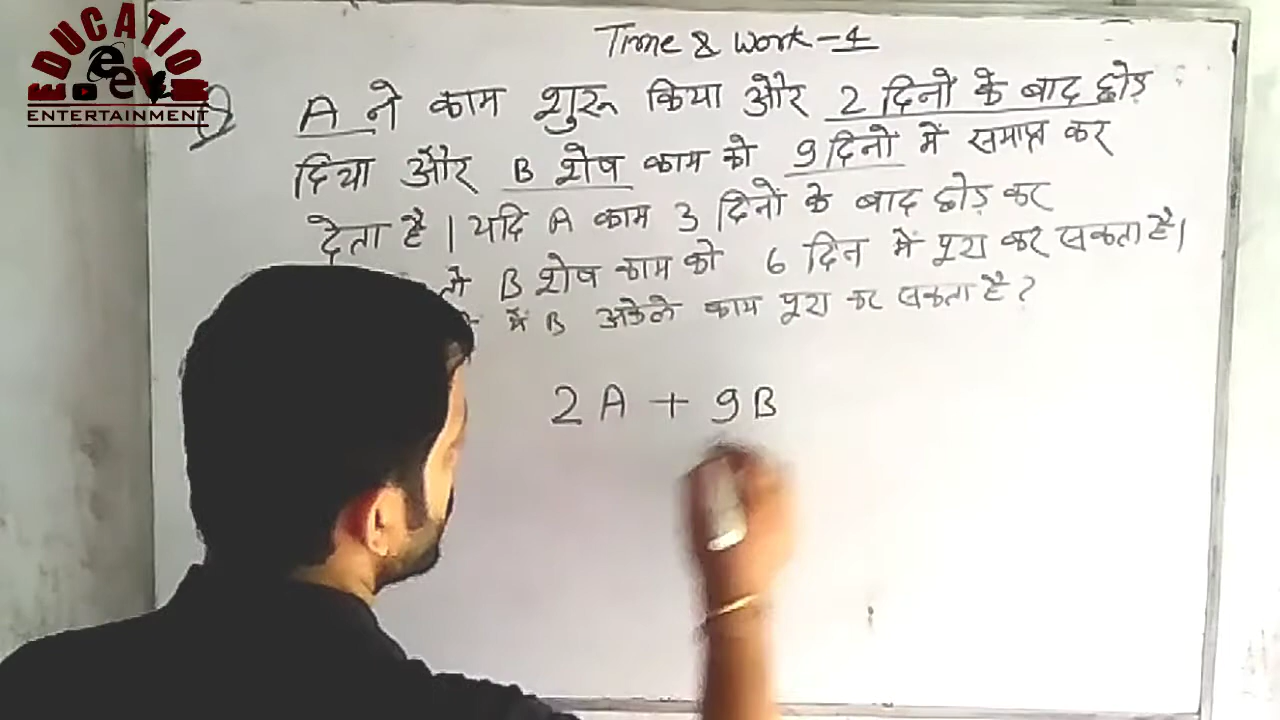 EDUCATION
ENTERTAINMENT
Time & Work-4
Q A ने काम शुरू किया और 2 दिनों के बाद छोड़
दिया और B शेष काम को 9 दिनों में समाप्त कर
देता है। यदि A काम 3 दिनों के बाद छोड़ कर
B शेष काम को 6 दिन में पूरा कर सकता है।
में B अकेले काम पूरा कर सकता है?
2A + 9B